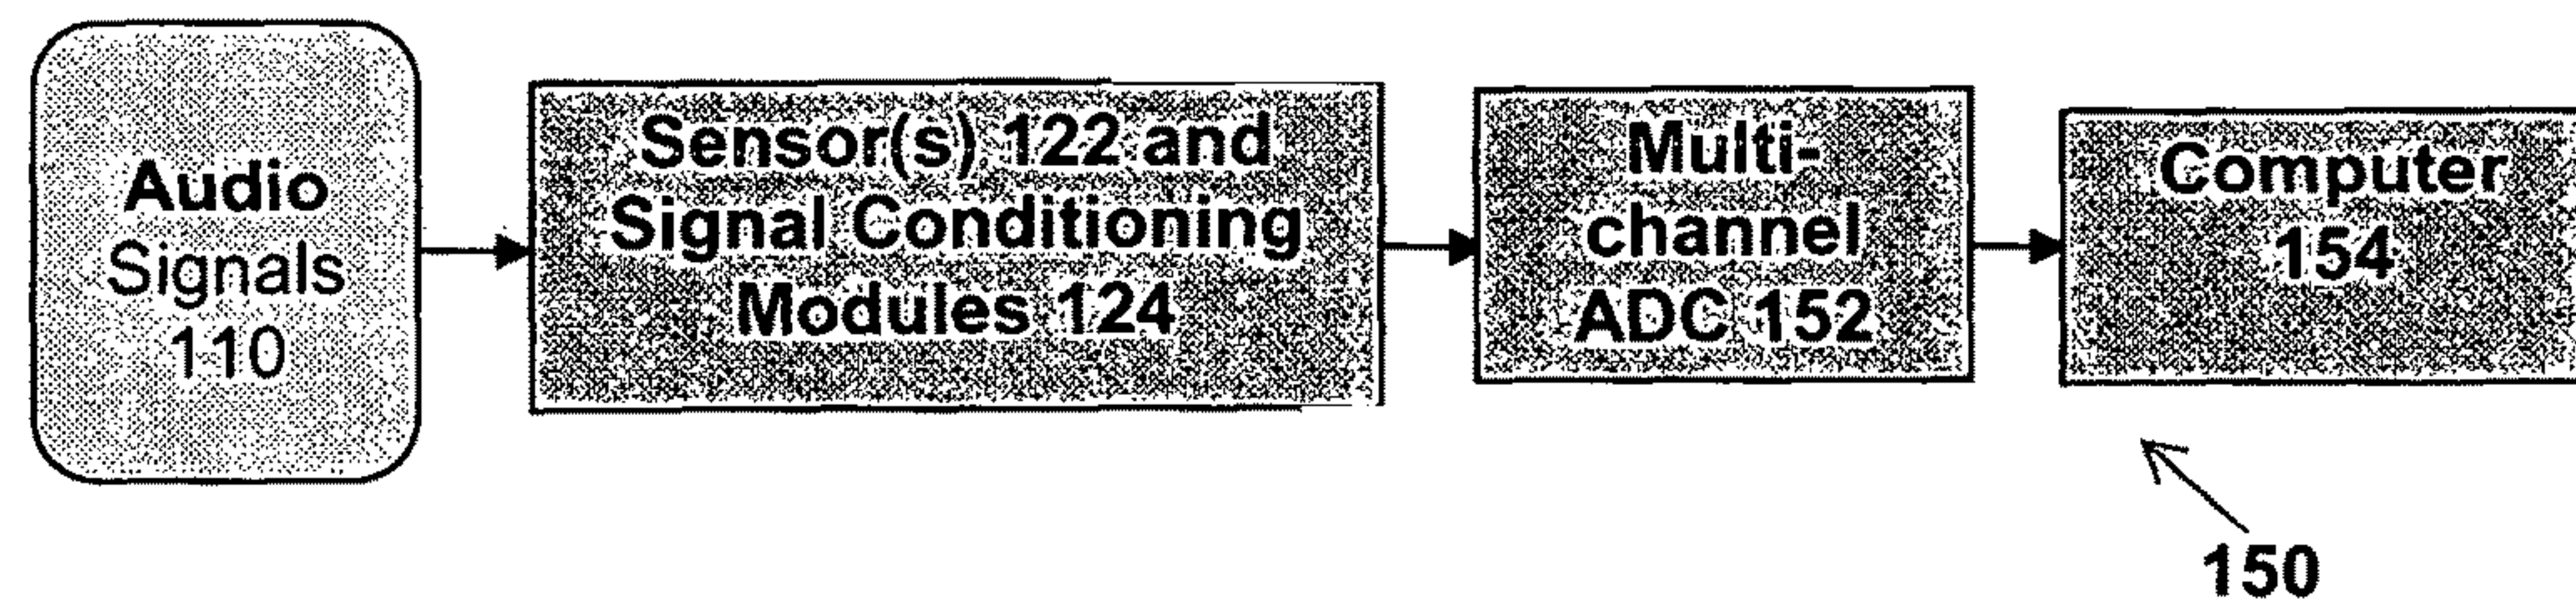 Audio
Signals
110
Sensor(s) 122 and
Signal Conditioning
Modules 124
Multi-
channel
ADC 152
Computer
154
150